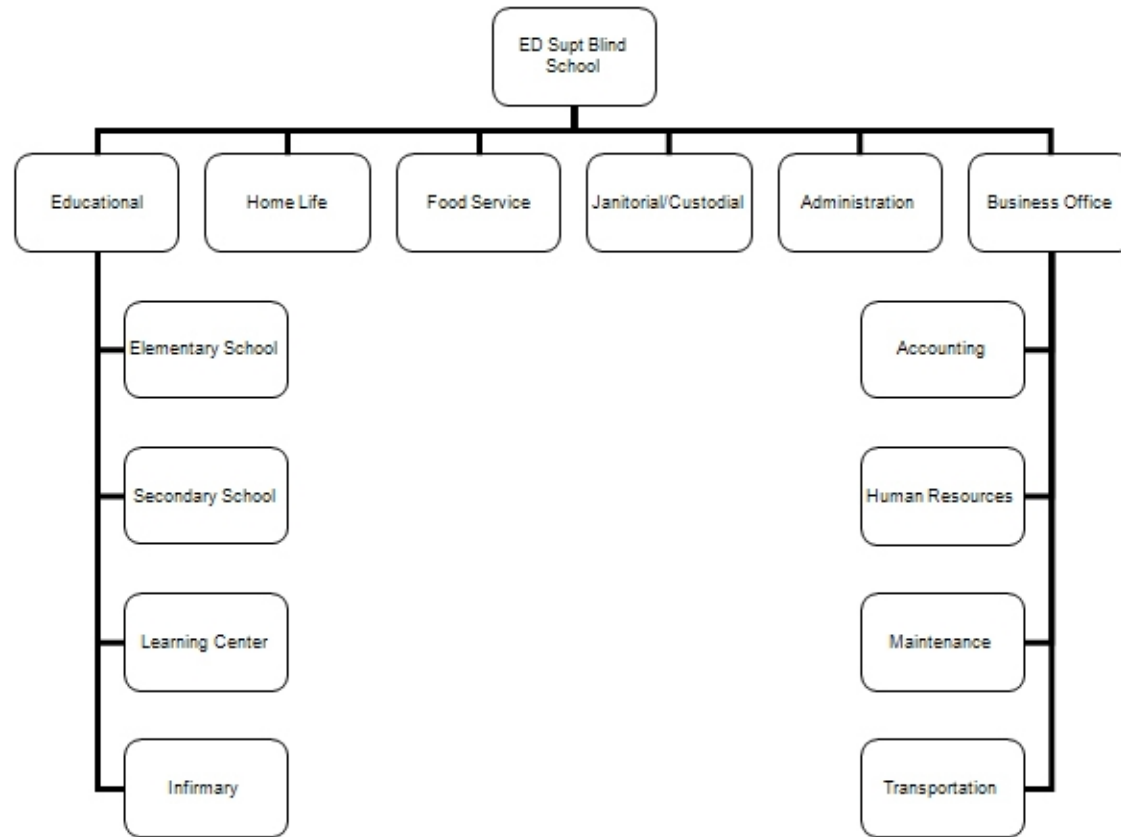 ED Supt Blind
School
Educational
Home Life
Food Service
Janitorial/Custodial
Administration
Business Office
Elementary School
Accounting
Secondary School
Human Resources
Learning Center
Maintenance
Infirmary
Transportation